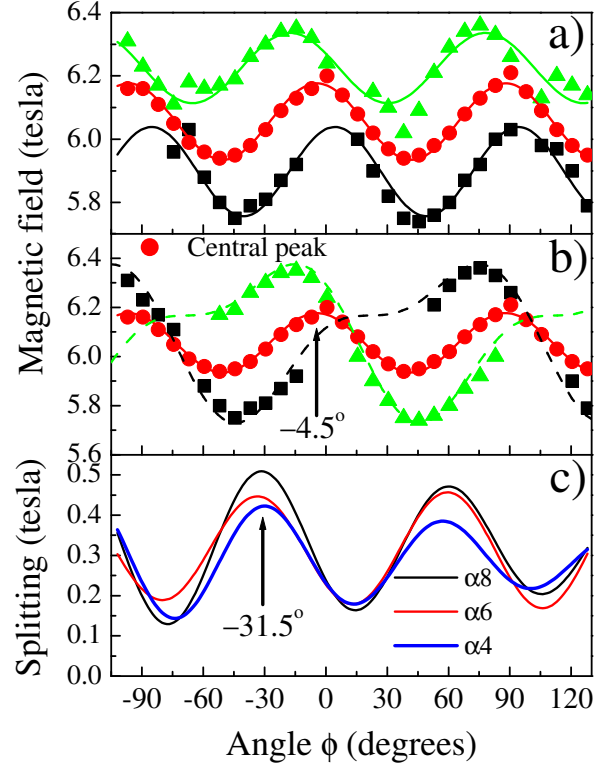 a)
6.4
6.2
6.0
5.8
Magnetic field (tesla)
b)
Central peak
6.4
6.2
6.0
5.8
5.6
−4.5°
c)
0.5
0.4
0.3
0.2
0.1
0.0
Splitting (tesla)
−31.5°
α8
α6
α4
-90 -60 -30 0 30 60 90 120
Angle ϕ (degrees)